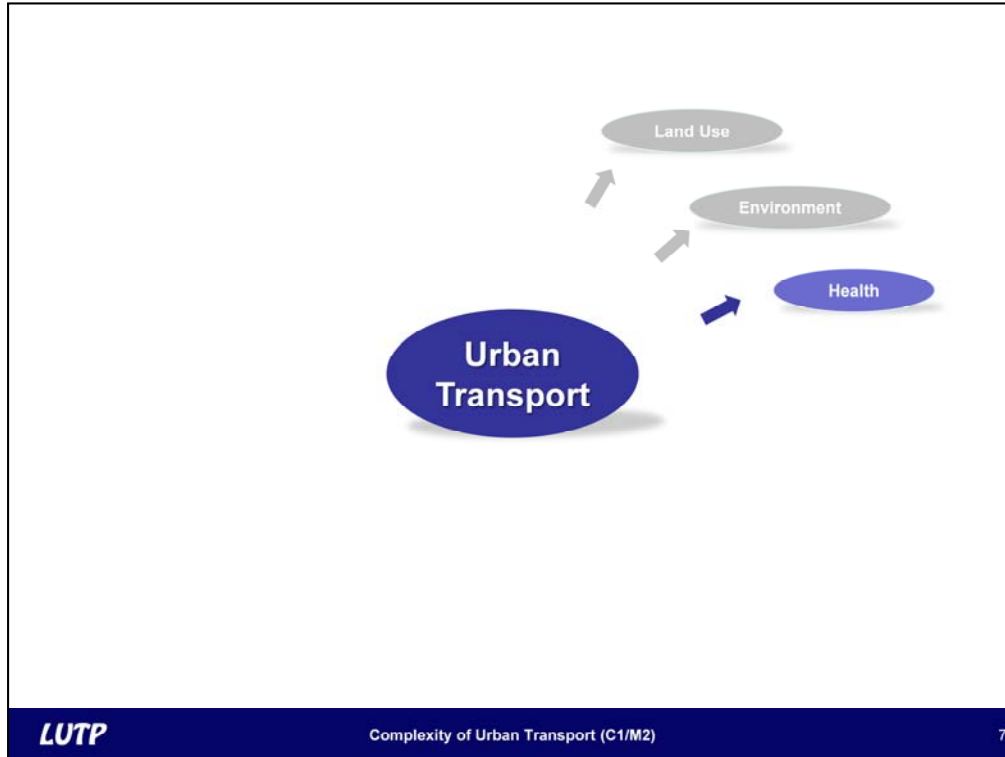 Land Use
Environment
Health
Urban
Transport
LUTP
Complexity of Urban Transport (C1/M2)
7